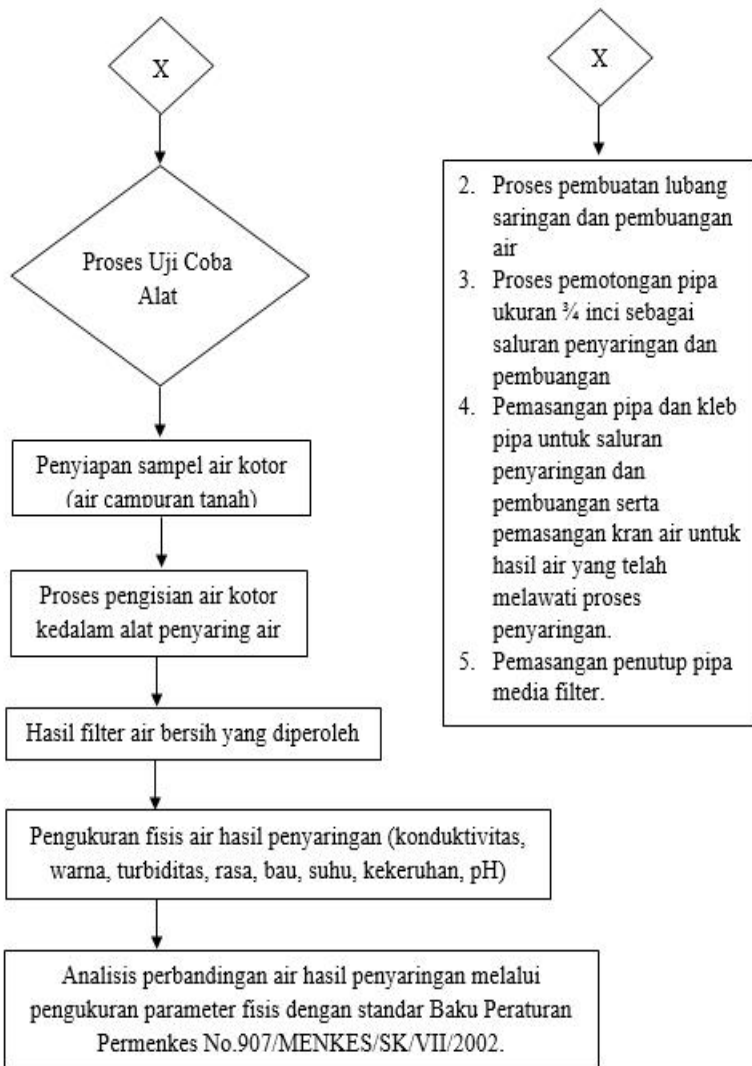 X
Proses Uji Coba
Alat
Penyiapan sampel air kotor
(air campuran tanah)
Proses pengisian air kotor
kedalam alat penyaring air
Hasil filter air bersih yang diperoleh
Pengukuran fisis air hasil penyaringan (konduktivitas,
warna, turbiditas, rasa, bau, suhu, kekeruhan, pH)
Analisis perbandingan air hasil penyaringan melalui
pengukuran parameter fisis dengan standar Baku Peraturan
Permenkes No.907/MENKES/SK/VII/2002.
X
2. Proses pembuatan lubang
saringan dan pembuangan
air
3. Proses pemotongan pipa
ukuran ¾ inci sebagai
saluran penyaringan dan
pembuangan
4. Pemasangan pipa dan kleb
pipa untuk saluran
penyaringan dan
pembuangan serta
pemasangan kran air untuk
hasil air yang telah
melawati proses
penyaringan.
5. Pemasangan penutup pipa
media filter.